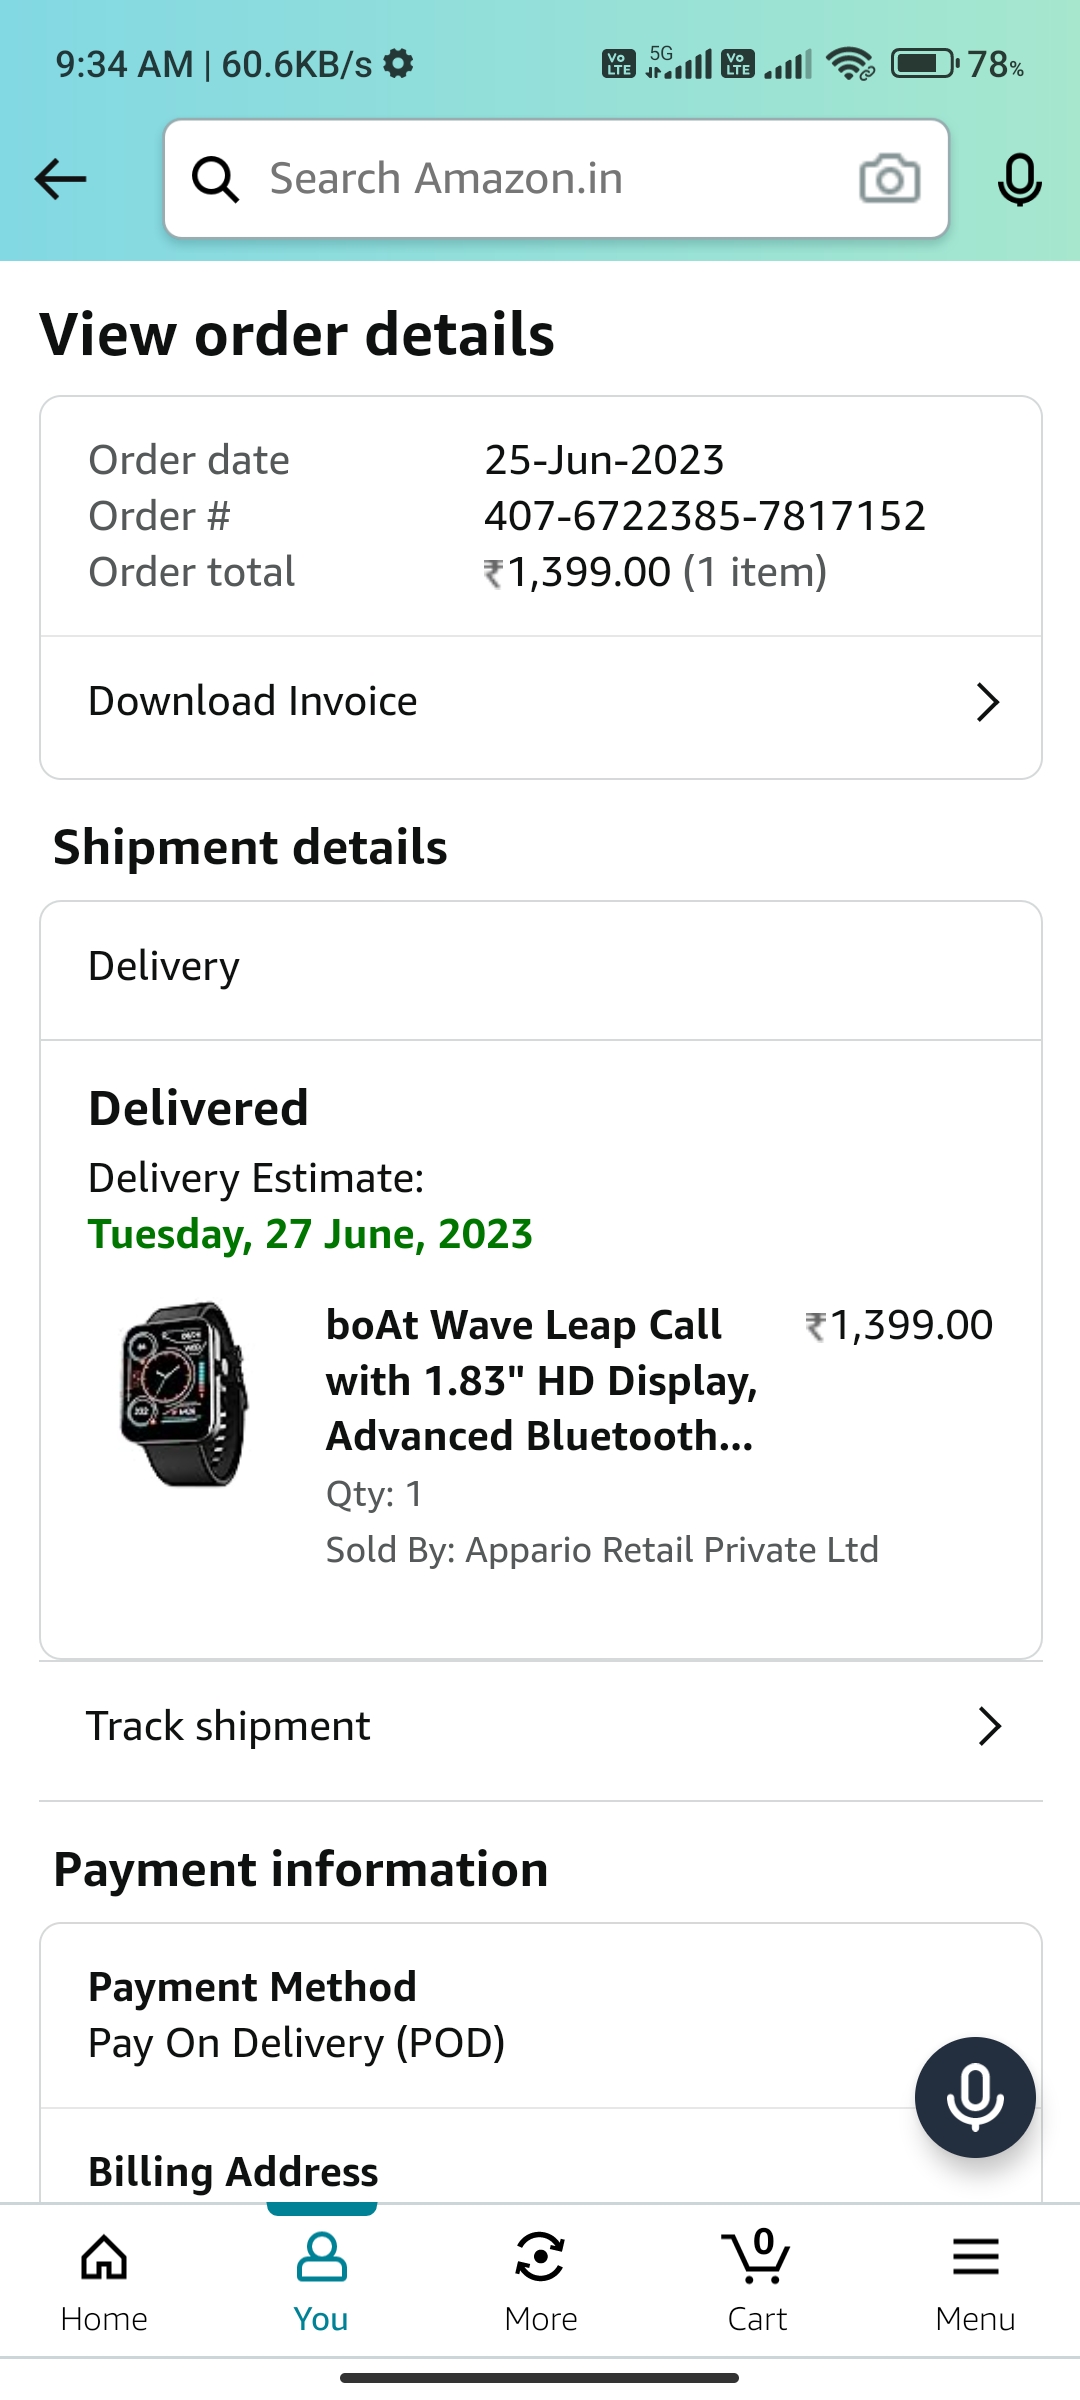 9:34 AM | 60.6KB/s
Vo LTE 5G Vo LTE 78%
Search Amazon.in
View order details
Order date 25-Jun-2023
Order # 407-6722385-7817152
Order total ₹1,399.00 (1 item)
Download Invoice
Shipment details
Delivery
Delivered
Delivery Estimate:
Tuesday, 27 June, 2023
boAt Wave Leap Call ₹1,399.00
with 1.83" HD Display,
Advanced Bluetooth...
Qty: 1
Sold By: Appario Retail Private Ltd
Track shipment
Payment information
Payment Method
Pay On Delivery (POD)
Billing Address
0
Home You More Cart Menu